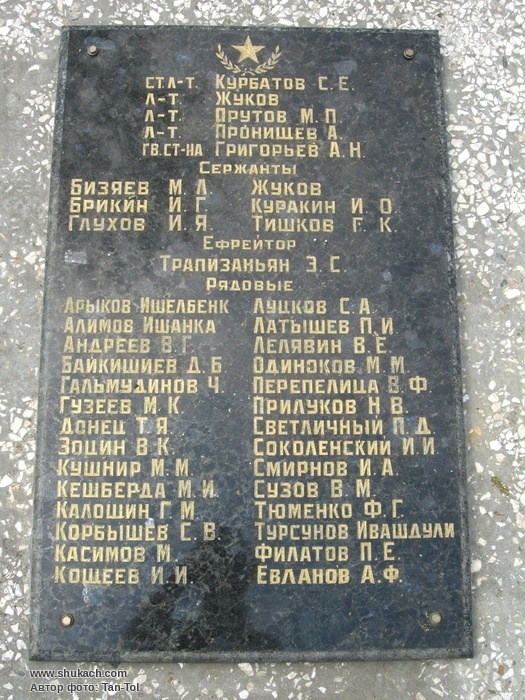 СТ.Л-Т. КУРБАТОВ С. Е.
Л-Т. ЖУКОВ
Л-Т. ПРУТОВ М. П.
Л-Т. ПРОНИЩЕВ А.
ГВ.СТ-НА ГРИГОРЬЕВ А. Н.
СЕРЖАНТЫ
БИЗЯЕВ М. Л. ЖУКОВ
БРИКИН И. Г. КУРАКИН И. О.
ГЛУХОВ И. Я ТИШКОВ Г. К.
ЕФРЕЙТОР
ТРАПИЗАНЬЯН Э. С.
РЯДОВЫЕ
АРЫКОВ ИШЕЛБЕНК ЛУЦКОВ С. А.
АЛИМОВ ИШАНКА ЛАТЫШЕВ П. И
АНДРЕЕВ В. Г. ЛЕЛЯВИН В. Е.
БАЙКИШИЕВ Д. Б ОДИНОКОВ М. М
ГАЛЬМУДИНОВ Ч. ПЕРЕПЕЛИЦА В. Ф.
ГУЗЕЕВ М. К ПРИЛУКОВ Н. В.
ДОНЕЦ Т. Я СВЕТЛИЧНЫЙ П. Д.
ЗОЦИН В. К. СОКОЛЕНСКИЙ И. И.
КУШНИР М. М. СМИРНОВ И. А.
КЕШБЕРДА М. И. СУЗОВ В. М.
КАЛОШИН Г. М. ТЮМЕНКО Ф. Г.
КОРБЫШЕВ С. В. ТУРСУНОВ ИВАШДУЛИ
КАСИМОВ М. ФИЛАТОВ П. Е.
КОЩЕЕВ И. И. ЕВЛАНОВ А. Ф.
www.shukach.com
Автор фото: Tan-Tol